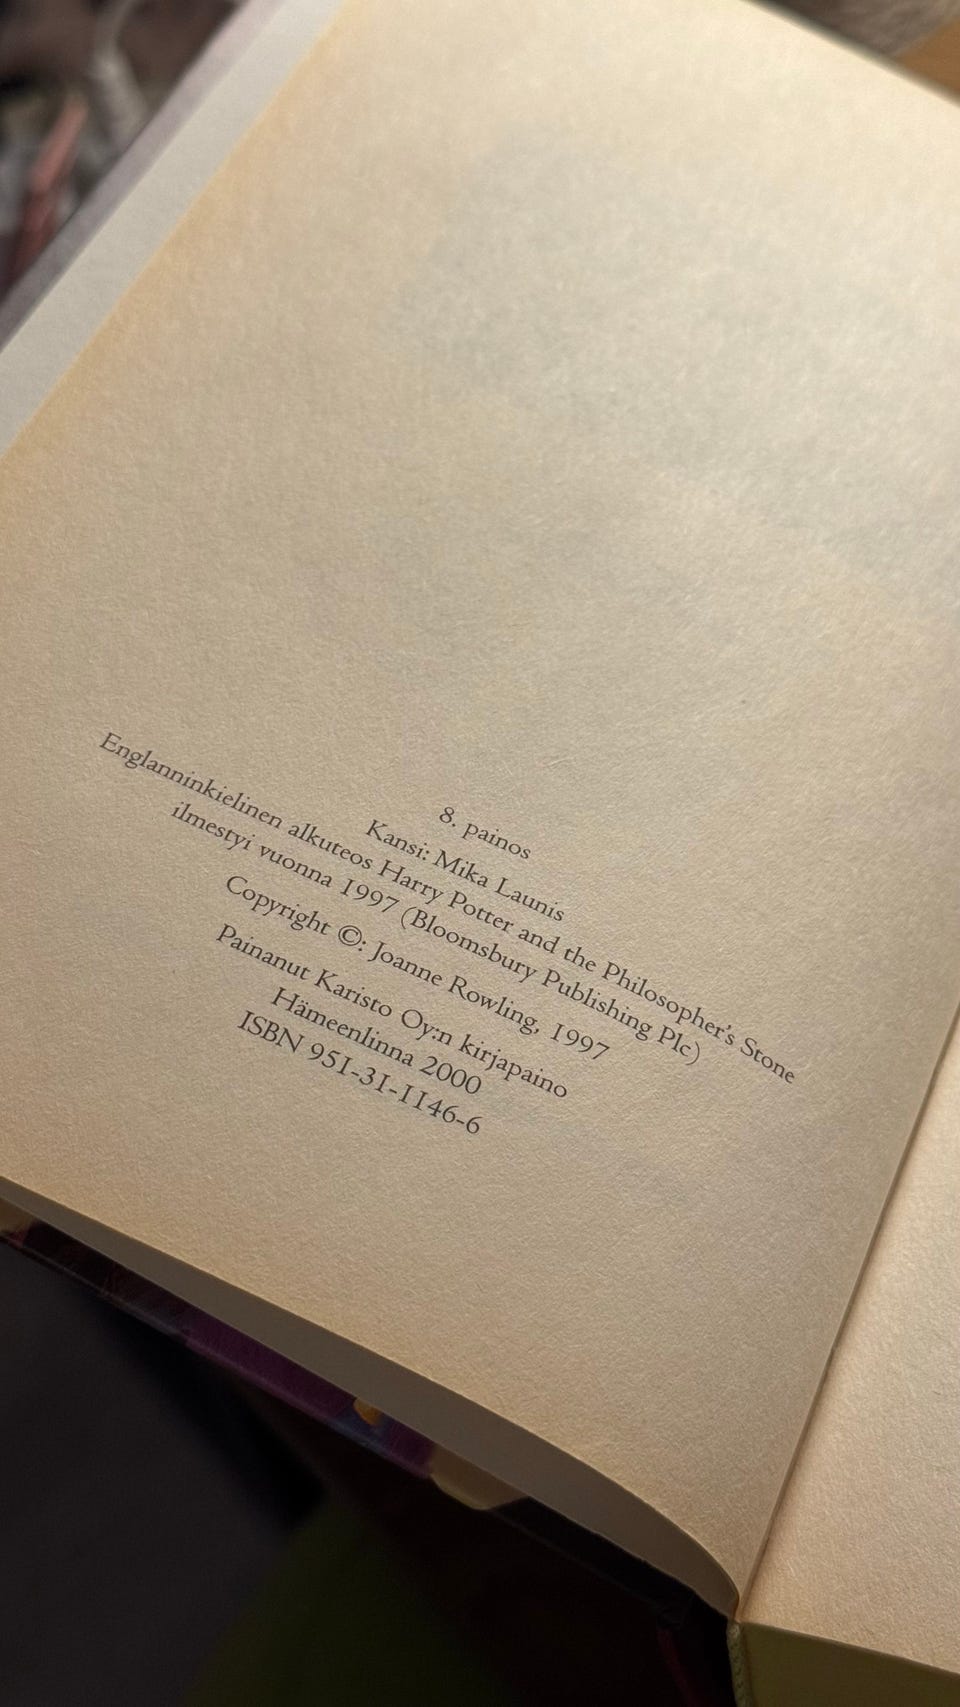 8. painos
Kansi: Mika Launis
Englanninkielinen alkuteos Harry Potter and the Philosopher's Stone
ilmestyi vuonna 1997 (Bloomsbury Publishing Plc)
Copyright ©: Joanne Rowling, 1997
Painanut Karisto Oy:n kirjapaino
Hämeenlinna 2000
ISBN 951-31-1146-6